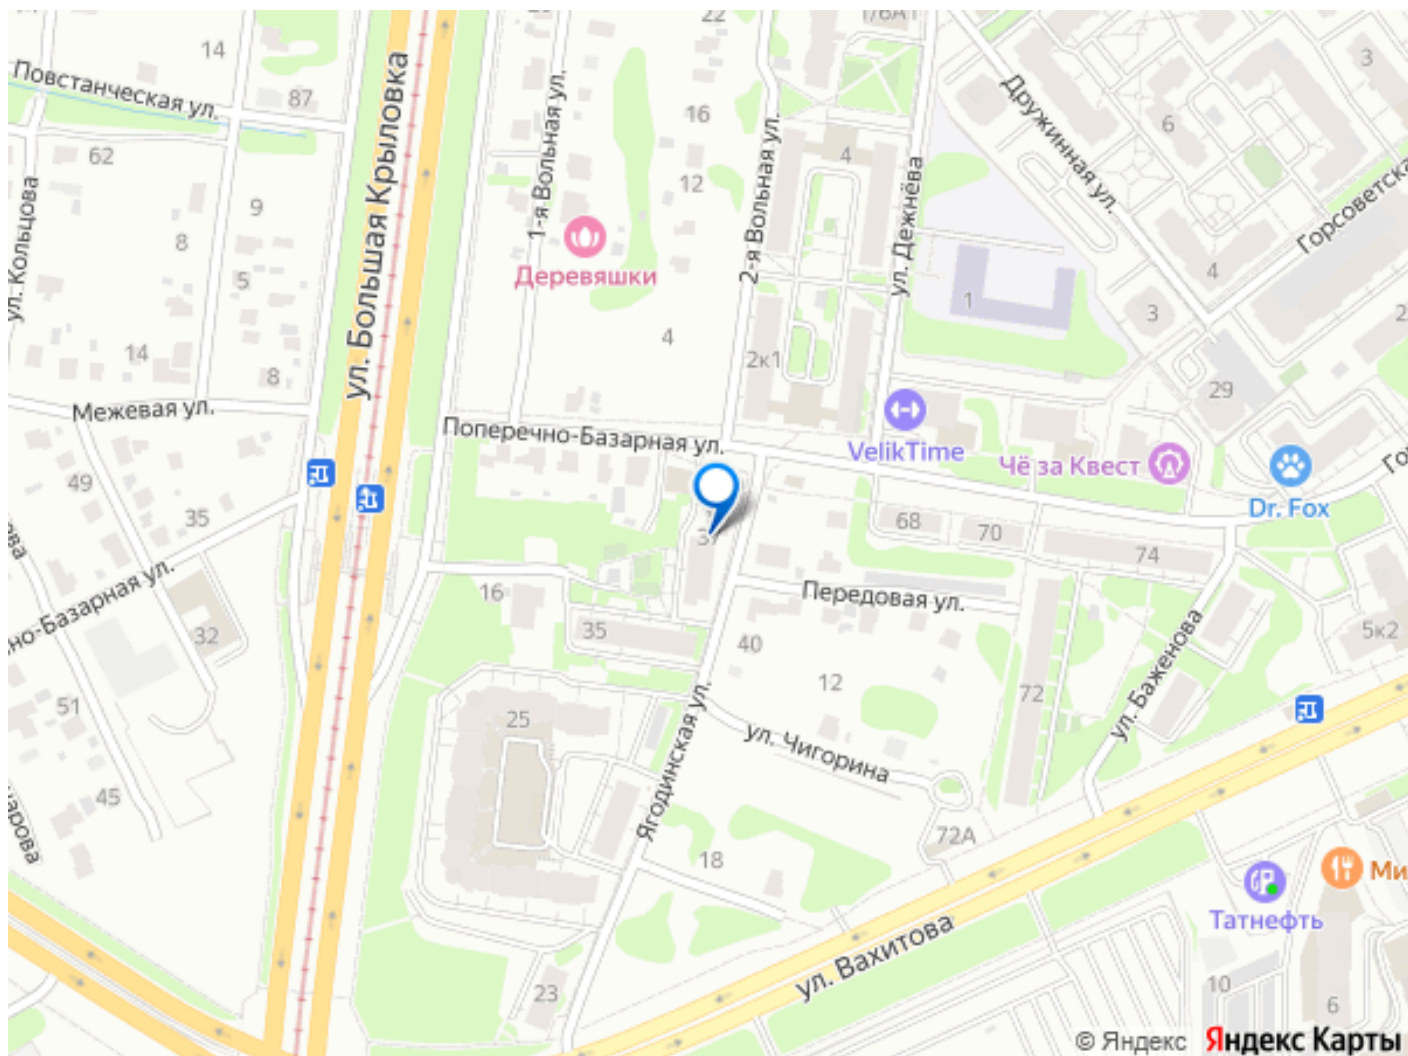 22
1/6А1
14
3
Повстанческая ул.
87
ул. Большая Крыловка
1-я Вольная ул.
16
2-я Вольная ул.
4
Дружинная ул.
6
62
12
ул. Кольцова
9
8
Деревяшки
ул. Дежнёва
Горсоветска
4
5
1
3
14
4
2к1
8
29
Межевая ул.
Поперечно-Базарная ул.
VelikTime
Чё за Квест
Dr. Fox
49
35
68
70
74
но-Базарная ул.
16
Передовая ул.
32
35
40
5к2
51
12
72
ул. Баженова
25
ул. Чигорина
Ягодинская ул.
45
72А
18
Татнефть
Ми
ул. Вахитова
23
10
6
© Яндекс
Яндекс Карты